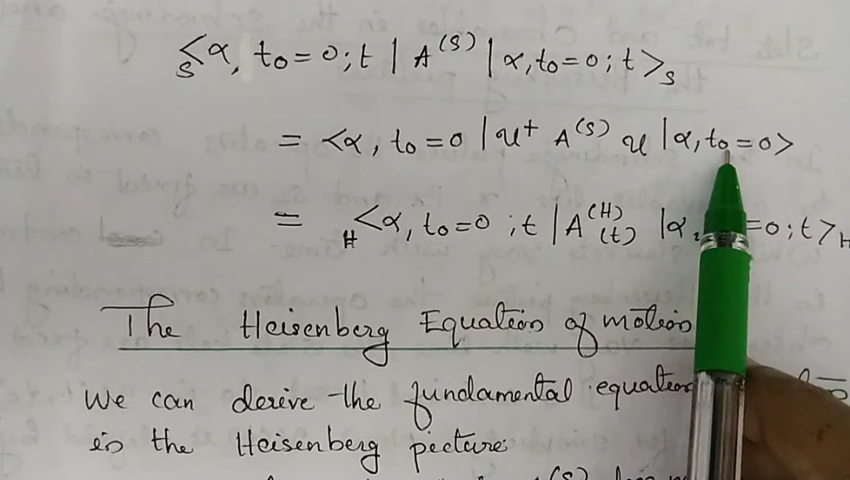 S<α, t₀=0;t | A⁽ˢ⁾ | α,t₀=0;t>S
= <α, t₀=0 | 𝒰⁺ A⁽ˢ⁾ 𝒰 | α,t₀=0>
= H<α, t₀=0 ;t | A⁽ᴴ⁾(t) | α, =0;t>H
The Heisenberg Equation of motion
We can derive the fundamental equation
in the Heisenberg picture